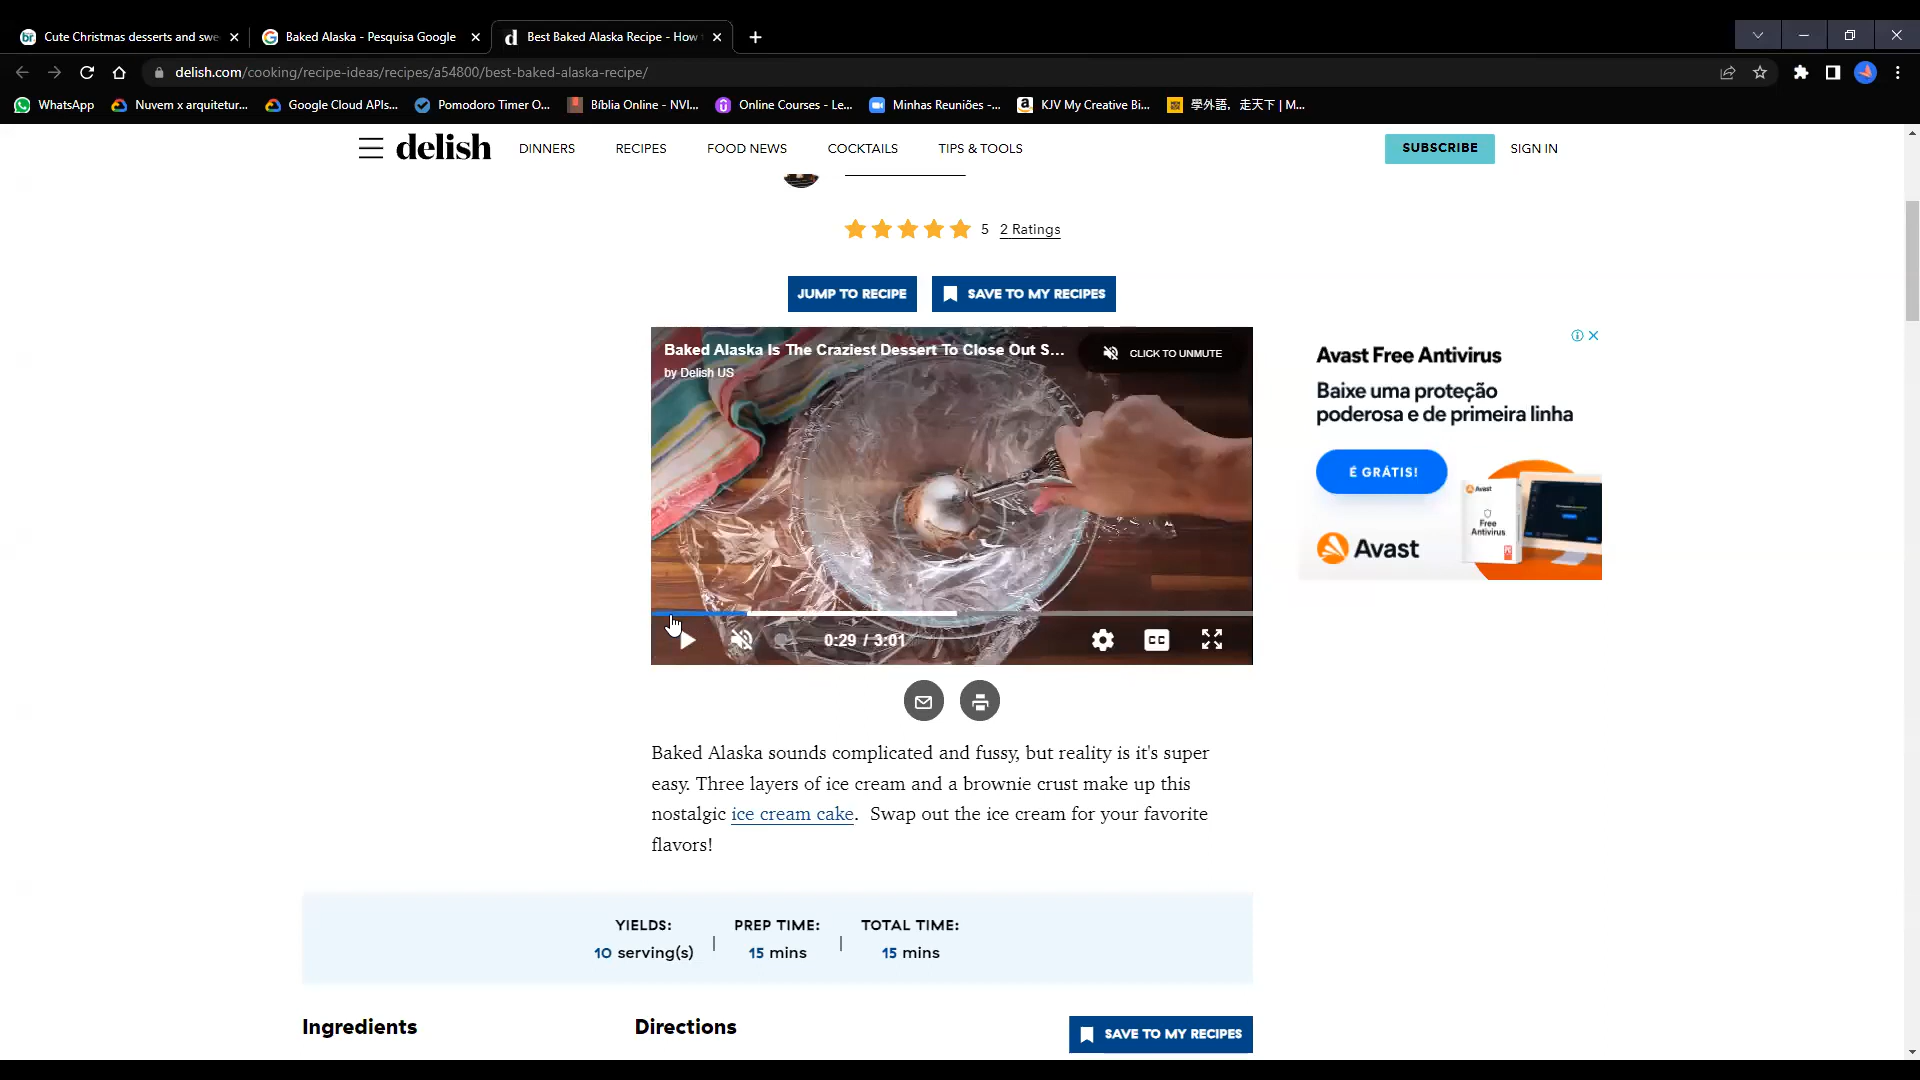 Cute Christmas desserts and swe
Baked Alaska - Pesquisa Google
Best Baked Alaska Recipe - How
delish.com/cooking/recipe-ideas/recipes/a54800/best-baked-alaska-recipe/
WhatsApp
Nuvem x arquitetur...
Google Cloud APIs...
Pomodoro Timer O...
Bíblia Online - NVI...
Online Courses - Le...
Minhas Reuniões -...
KJV My Creative Bi...
學外語，走天下 | M...
delish
DINNERS
RECIPES
FOOD NEWS
COCKTAILS
TIPS & TOOLS
SUBSCRIBE
SIGN IN
5 2 Ratings
JUMP TO RECIPE
SAVE TO MY RECIPES
Baked Alaska Is The Craziest Dessert To Close Out S...
by Delish US
CLICK TO UNMUTE
0:29 / 3:01
CC
Avast Free Antivirus
Baixe uma proteção
poderosa e de primeira linha
É GRÁTIS!
Avast
Avast
Free
Antivirus
Baked Alaska sounds complicated and fussy, but reality is it's super
easy. Three layers of ice cream and a brownie crust make up this
nostalgic ice cream cake. Swap out the ice cream for your favorite
flavors!
YIELDS:
10 serving(s)
PREP TIME:
15 mins
TOTAL TIME:
15 mins
Ingredients
Directions
SAVE TO MY RECIPES